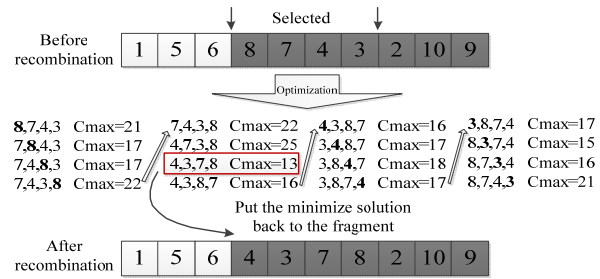 Selected
Before recombination
1 5 6 8 7 4 3 2 10 9
Optimization
8,7,4,3 Cmax=21
7,8,4,3 Cmax=17
7,4,8,3 Cmax=17
7,4,3,8 Cmax=22
7,4,3,8 Cmax=22
4,7,3,8 Cmax=25
4,3,7,8 Cmax=13
4,3,8,7 Cmax=16
4,3,8,7 Cmax=16
3,4,8,7 Cmax=17
3,8,4,7 Cmax=18
3,8,7,4 Cmax=17
3,8,7,4 Cmax=17
8,3,7,4 Cmax=15
8,7,3,4 Cmax=16
8,7,4,3 Cmax=21
Put the minimize solution
back to the fragment
After
recombination
1 5 6 4 3 7 8 2 10 9